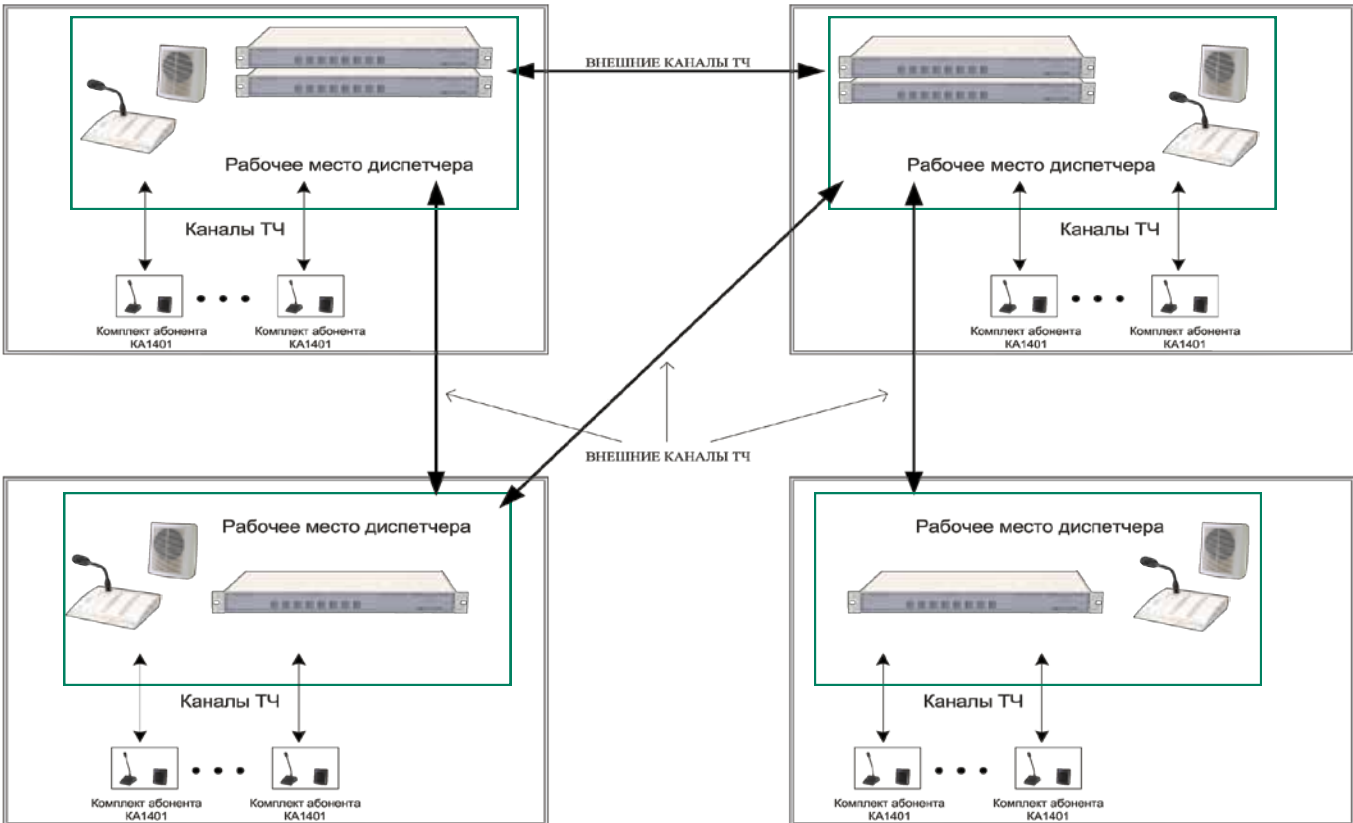 ВНЕШНИЕ КАНАЛЫ ТЧ
Рабочее место диспетчера
Рабочее место диспетчера
Каналы ТЧ
Каналы ТЧ
Комплект абонента
КА1401
Комплект абонента
КА1401
Комплект абонента
КА1401
Комплект абонента
КА1401
ВНЕШНИЕ КАНАЛЫ ТЧ
Рабочее место диспетчера
Рабочее место диспетчера
Каналы ТЧ
Каналы ТЧ
Комплект абонента
КА1401
Комплект абонента
КА1401
Комплект абонента
КА1401
Комплект абонента
КА1401